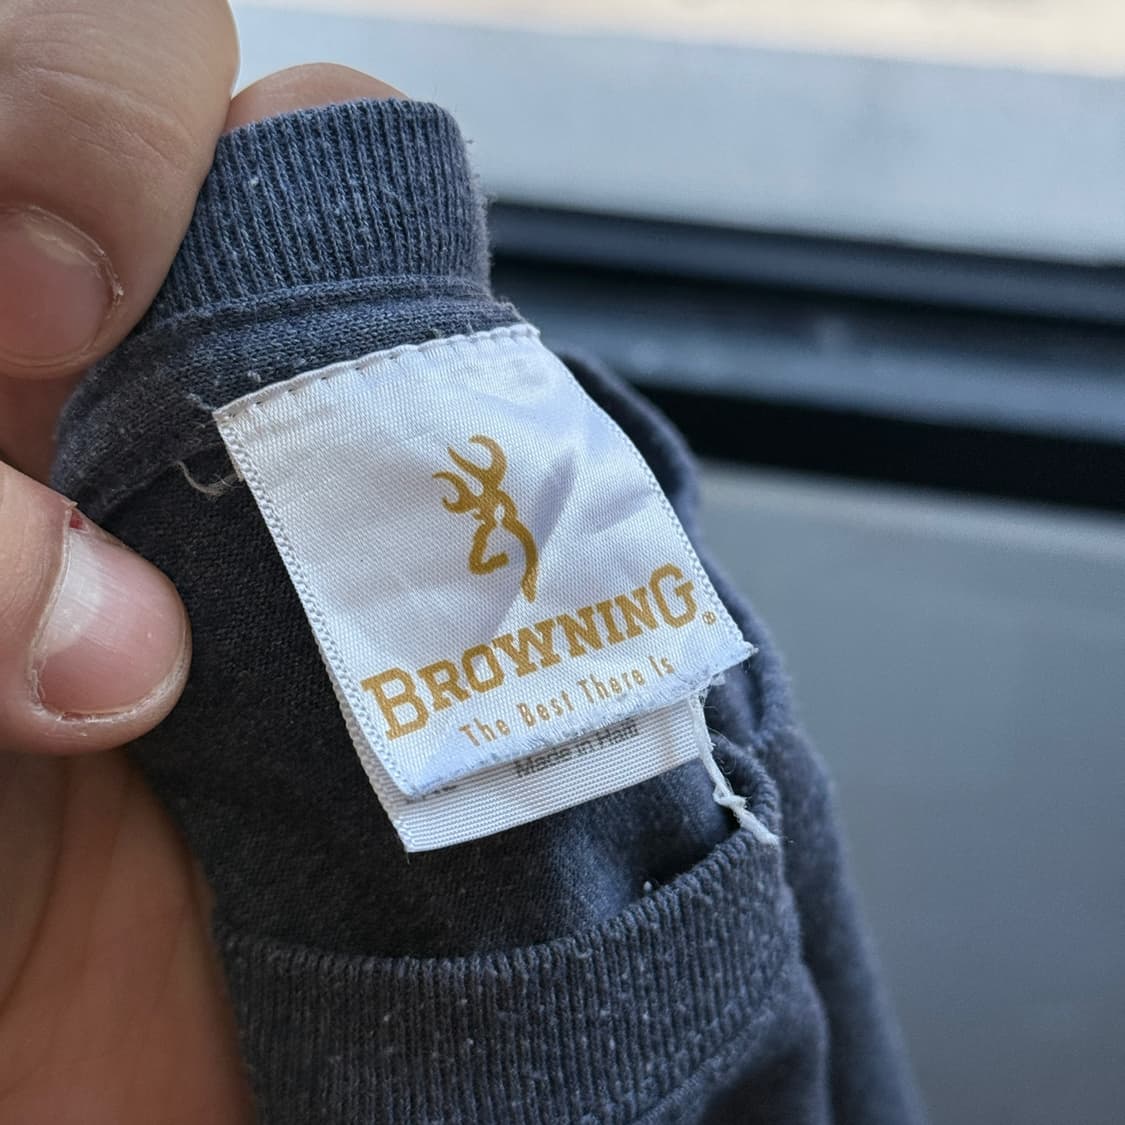 BROWNING®
The Best There Is
Made in Haiti